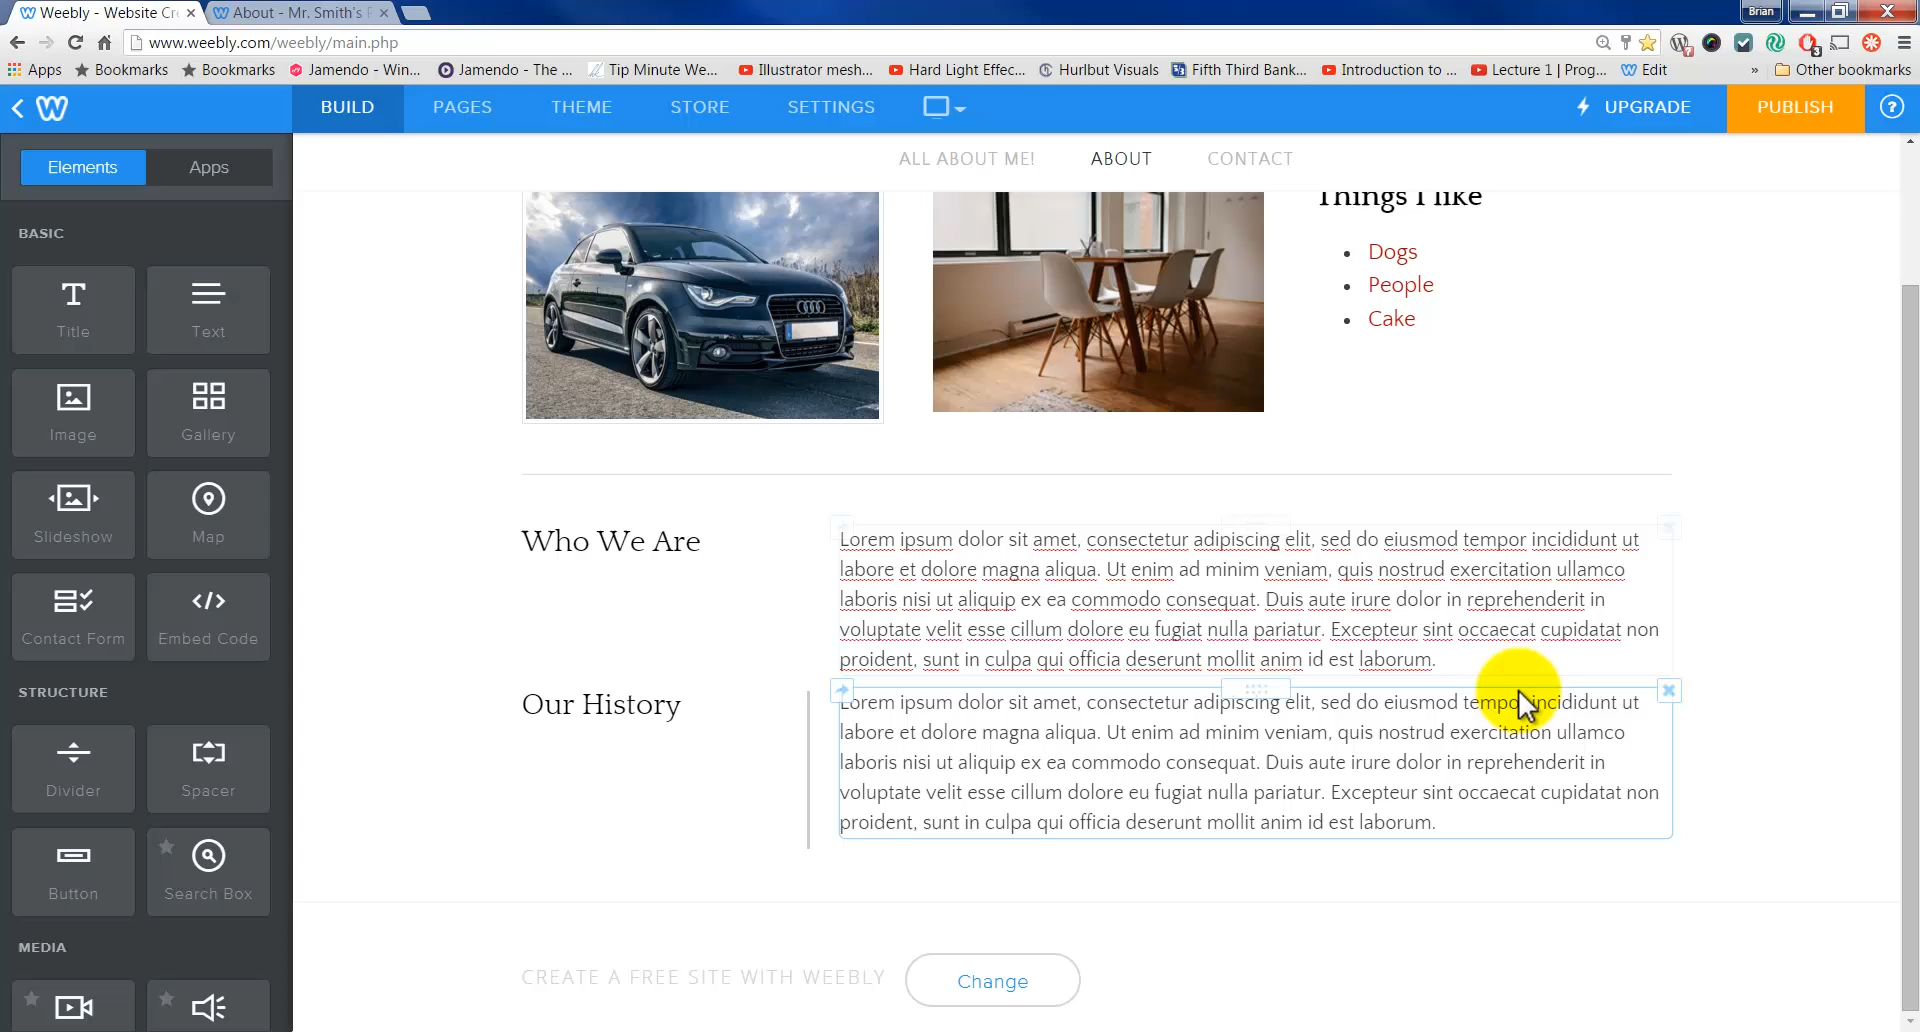 Weebly - Website Cr
About - Mr. Smith's
Brian
www.weebly.com/weebly/main.php
Apps Bookmarks Bookmarks Jamendo - Win... Jamendo - The ... Tip Minute We... Illustrator mesh... Hard Light Effec... Hurlbut Visuals Fifth Third Bank... Introduction to ... Lecture 1 | Prog... Edit » Other bookmarks
BUILD PAGES THEME STORE SETTINGS UPGRADE PUBLISH ?
Elements Apps
ALL ABOUT ME! ABOUT CONTACT
BASIC
Title Text
Image Gallery
Slideshow Map
Contact Form Embed Code
STRUCTURE
Divider Spacer
Button Search Box
MEDIA
Things I like
Dogs
People
Cake
Who We Are
Lorem ipsum dolor sit amet, consectetur adipiscing elit, sed do eiusmod tempor incididunt ut
labore et dolore magna aliqua. Ut enim ad minim veniam, quis nostrud exercitation ullamco
laboris nisi ut aliquip ex ea commodo consequat. Duis aute irure dolor in reprehenderit in
voluptate velit esse cillum dolore eu fugiat nulla pariatur. Excepteur sint occaecat cupidatat non
proident, sunt in culpa qui officia deserunt mollit anim id est laborum.
Our History
Lorem ipsum dolor sit amet, consectetur adipiscing elit, sed do eiusmod tempor incididunt ut
labore et dolore magna aliqua. Ut enim ad minim veniam, quis nostrud exercitation ullamco
laboris nisi ut aliquip ex ea commodo consequat. Duis aute irure dolor in reprehenderit in
voluptate velit esse cillum dolore eu fugiat nulla pariatur. Excepteur sint occaecat cupidatat non
proident, sunt in culpa qui officia deserunt mollit anim id est laborum.
CREATE A FREE SITE WITH WEEBLY
Change